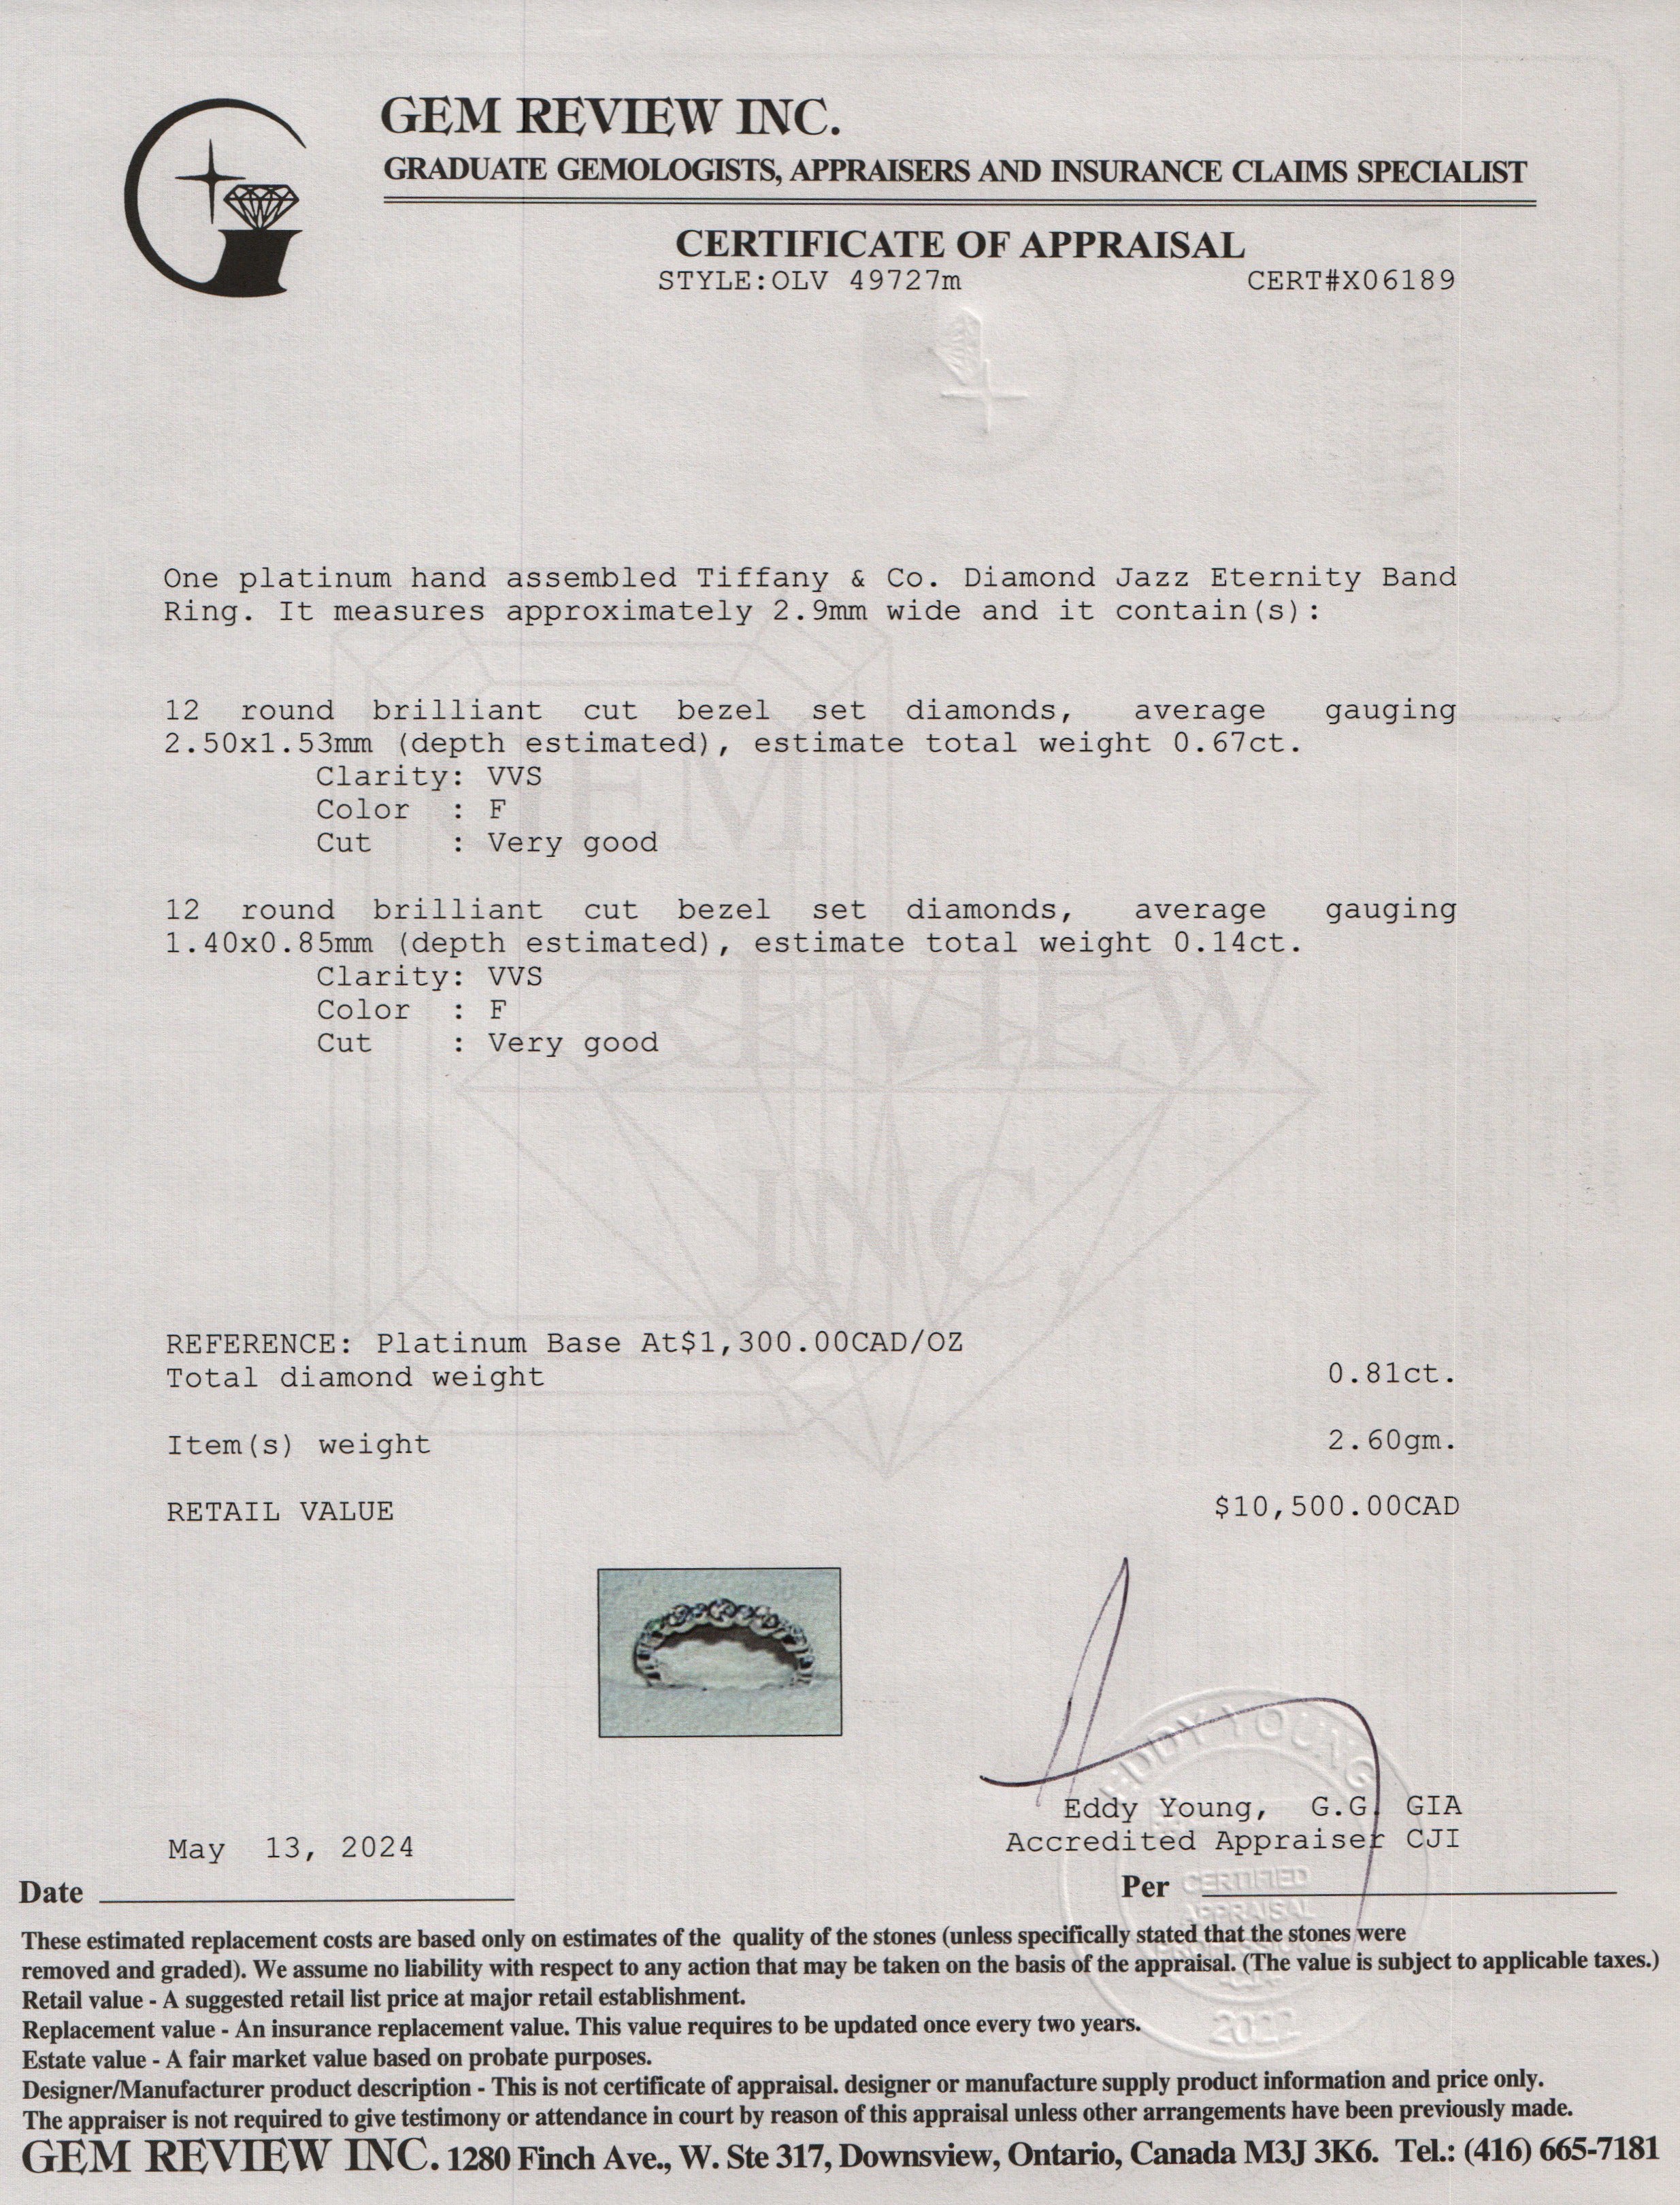 GEM REVIEW INC.
GRADUATE GEMOLOGISTS, APPRAISERS AND INSURANCE CLAIMS SPECIALIST
CERTIFICATE OF APPRAISAL
STYLE:OLV 49727m CERT#X06189
One platinum hand assembled Tiffany & Co. Diamond Jazz Eternity Band
Ring. It measures approximately 2.9mm wide and it contain(s):
12 round brilliant cut bezel set diamonds, average gauging
2.50x1.53mm (depth estimated), estimate total weight 0.67ct.
Clarity: VVS
Color : F
Cut : Very good
12 round brilliant cut bezel set diamonds, average gauging
1.40x0.85mm (depth estimated), estimate total weight 0.14ct.
Clarity: VVS
Color : F
Cut : Very good
GEM
REVIEW
INC.
REFERENCE: Platinum Base At$1,300.00CAD/OZ
Total diamond weight 0.81ct.
Item(s) weight 2.60gm.
RETAIL VALUE $10,500.00CAD
EDDY YOUNG
CERTIFIED
APPRAISAL
PROFESSIONAL
2022
Eddy Young, G.G. GIA
Accredited Appraiser CJI
May 13, 2024
Date Per
These estimated replacement costs are based only on estimates of the quality of the stones (unless specifically stated that the stones were
removed and graded). We assume no liability with respect to any action that may be taken on the basis of the appraisal. (The value is subject to applicable taxes.)
Retail value - A suggested retail list price at major retail establishment.
Replacement value - An insurance replacement value. This value requires to be updated once every two years.
Estate value - A fair market value based on probate purposes.
Designer/Manufacturer product description - This is not certificate of appraisal. designer or manufacture supply product information and price only.
The appraiser is not required to give testimony or attendance in court by reason of this appraisal unless other arrangements have been previously made.
GEM REVIEW INC. 1280 Finch Ave., W. Ste 317, Downsview, Ontario, Canada M3J 3K6. Tel.: (416) 665-7181